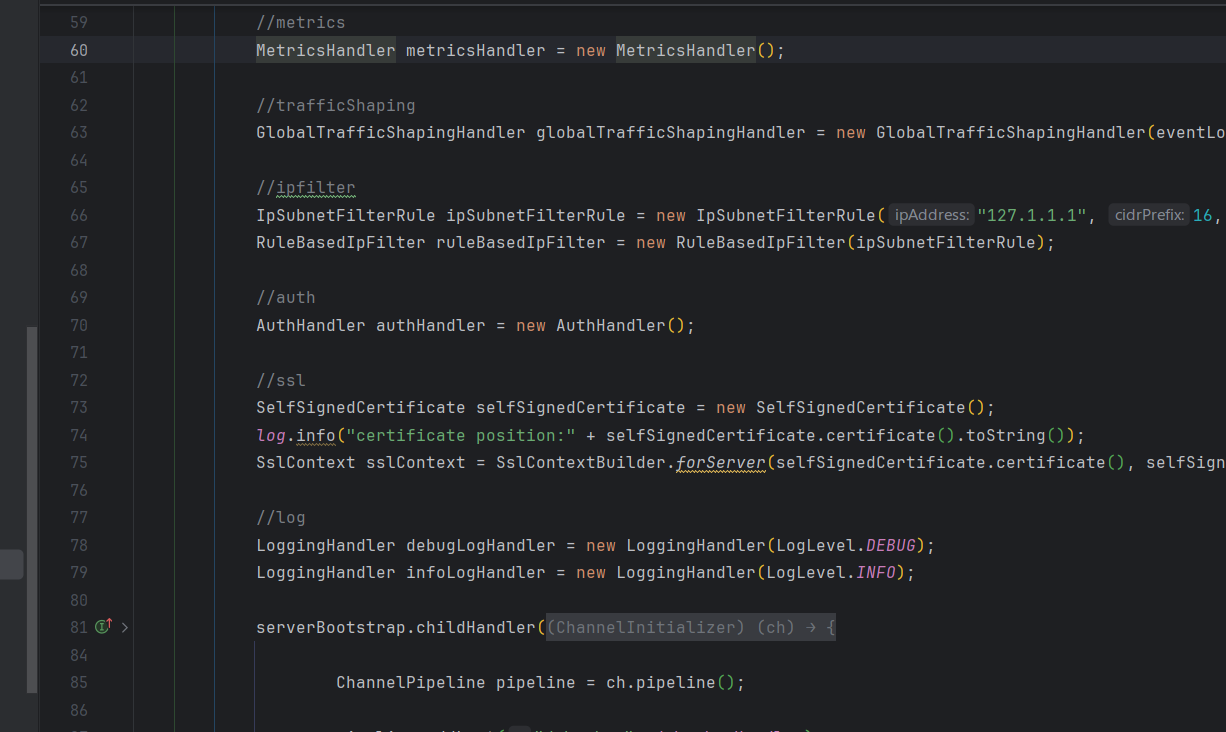 59 //metrics
60 MetricsHandler metricsHandler = new MetricsHandler();
61
62 //trafficShaping
63 GlobalTrafficShapingHandler globalTrafficShapingHandler = new GlobalTrafficShapingHandler(eventLo
64
65 //ipfilter
66 IpSubnetFilterRule ipSubnetFilterRule = new IpSubnetFilterRule( ipAddress: "127.1.1.1", cidrPrefix: 16,
67 RuleBasedIpFilter ruleBasedIpFilter = new RuleBasedIpFilter(ipSubnetFilterRule);
68
69 //auth
70 AuthHandler authHandler = new AuthHandler();
71
72 //ssl
73 SelfSignedCertificate selfSignedCertificate = new SelfSignedCertificate();
74 log.info("certificate position:" + selfSignedCertificate.certificate().toString());
75 SslContext sslContext = SslContextBuilder.forServer(selfSignedCertificate.certificate(), selfSign
76
77 //log
78 LoggingHandler debugLogHandler = new LoggingHandler(LogLevel.DEBUG);
79 LoggingHandler infoLogHandler = new LoggingHandler(LogLevel.INFO);
80
81 serverBootstrap.childHandler((ChannelInitializer) (ch) → {
84
85 ChannelPipeline pipeline = ch.pipeline();
86